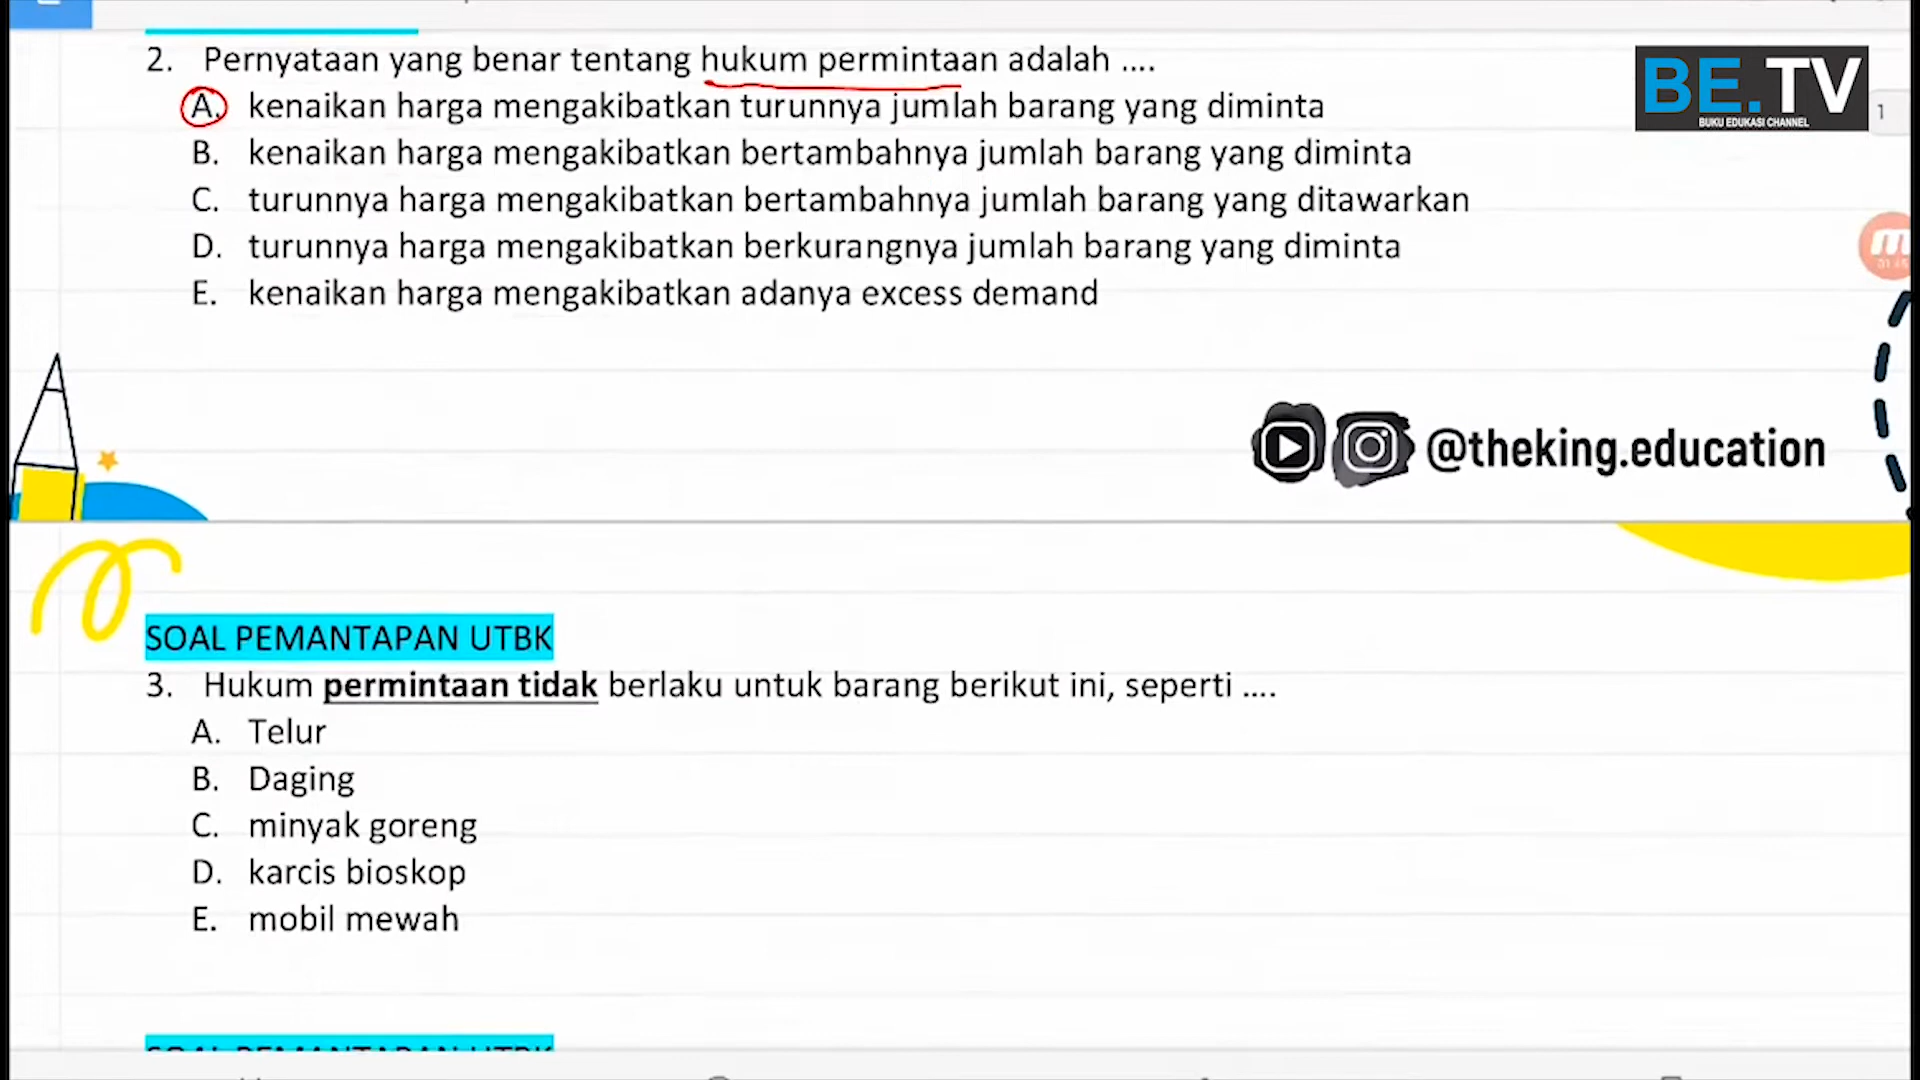 2. Pernyataan yang benar tentang hukum permintaan adalah ....
A. kenaikan harga mengakibatkan turunnya jumlah barang yang diminta
B. kenaikan harga mengakibatkan bertambahnya jumlah barang yang diminta
C. turunnya harga mengakibatkan bertambahnya jumlah barang yang ditawarkan
D. turunnya harga mengakibatkan berkurangnya jumlah barang yang diminta
E. kenaikan harga mengakibatkan adanya excess demand
BE.TV
BUKU EDUKASI CHANNEL
1
@theking.education
SOAL PEMANTAPAN UTBK
3. Hukum permintaan tidak berlaku untuk barang berikut ini, seperti ....
A. Telur
B. Daging
C. minyak goreng
D. karcis bioskop
E. mobil mewah
SOAL PEMANTAPAN UTBK